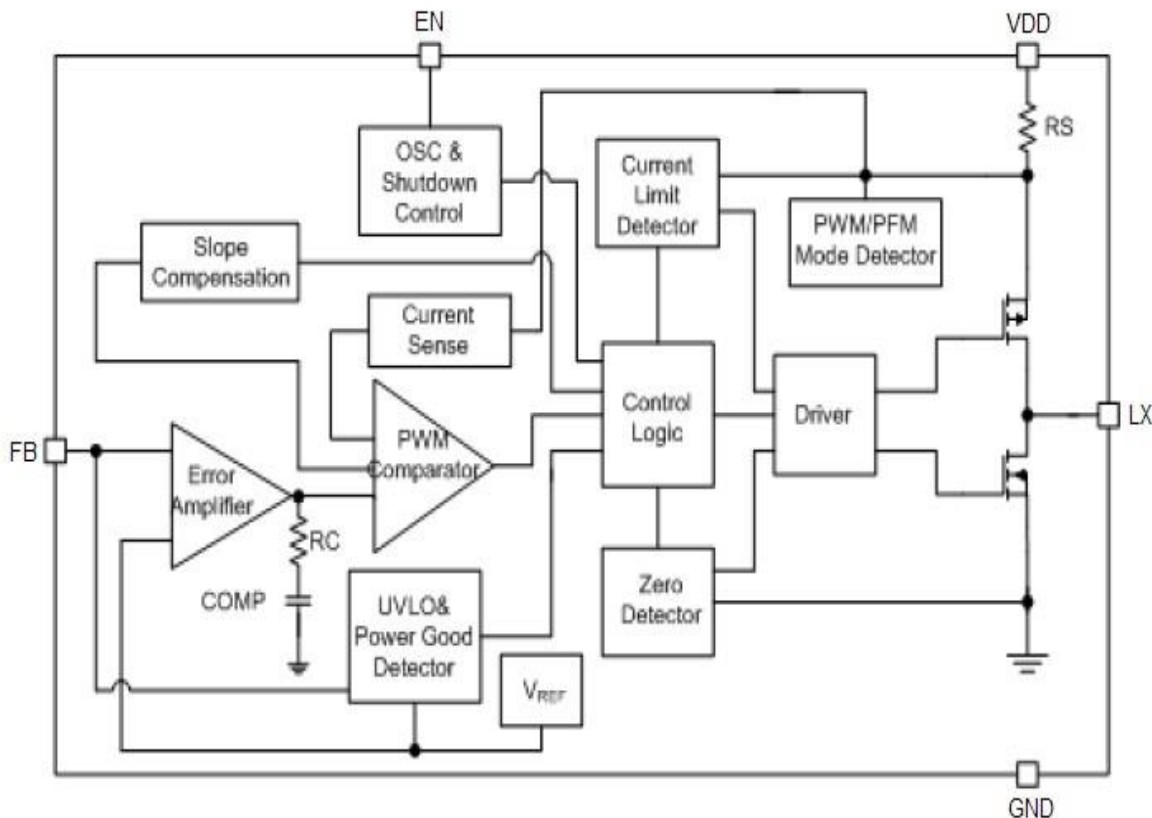 EN
VDD
RS
OSC &
Shutdown
Control
Current
Limit
Detector
PWM/PFM
Mode Detector
Slope
Compensation
Current
Sense
Control
Logic
Driver
LX
FB
Error
Amplifier
PWM
Comparator
RC
COMP
UVLO&
Power Good
Detector
VREF
Zero
Detector
GND